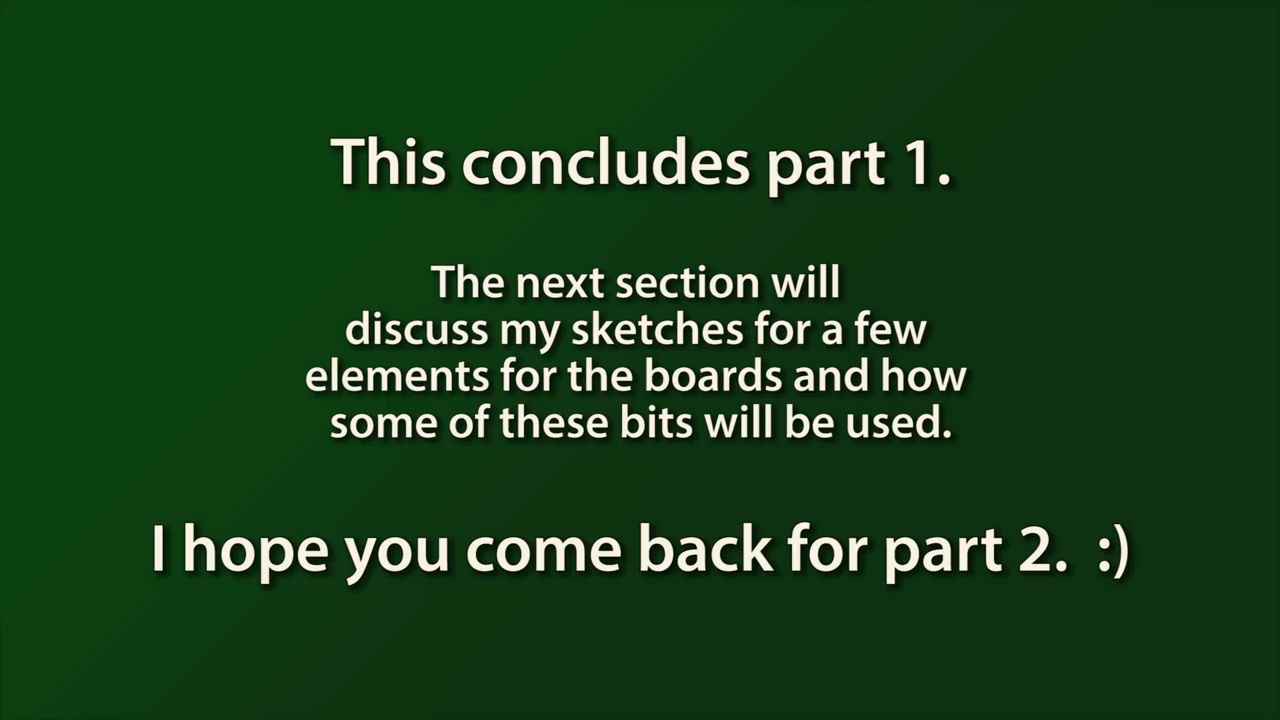 This concludes part 1.
The next section will
discuss my sketches for a few
elements for the boards and how
some of these bits will be used.
I hope you come back for part 2.  :)